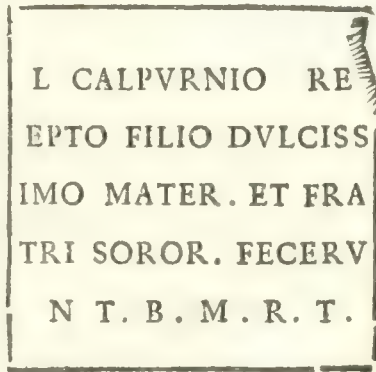 L CALPVRNIO RE
EPTO FILIO DVLCISS
IMO MATER. ET FRA
TRI SOROR. FECERV
N T. B. M. R. T.